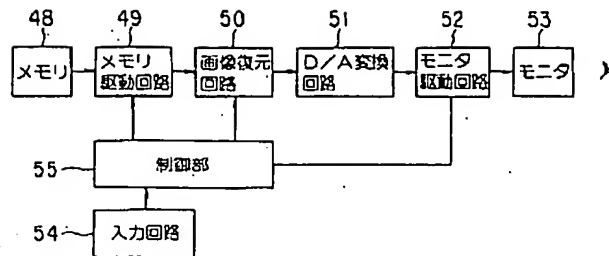 48 49 50 51 52 53
メモリ
メモリ
駆動回路
画像復元
回路
D/A変換
回路
モニタ
駆動回路
モニタ
55
制御部
54
入力回路